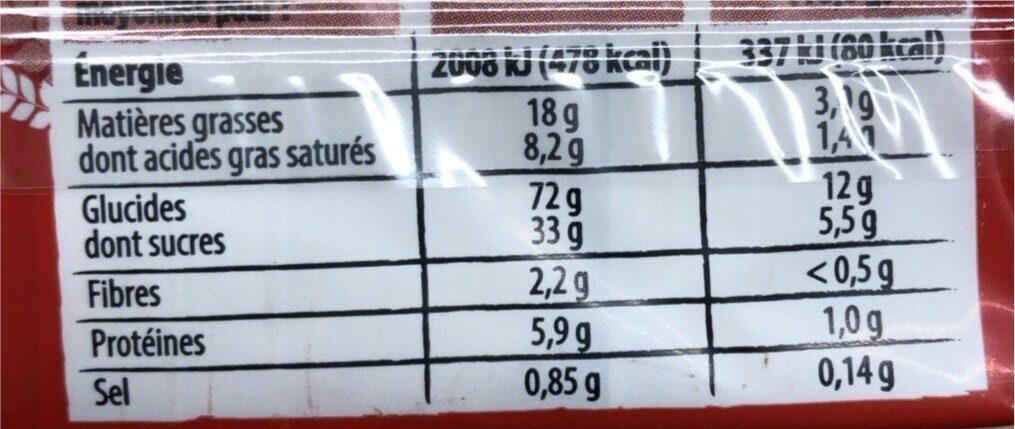 moyennes pour :
Énergie 2008 kJ (478 kcal) 337 kJ (80 kcal)
Matières grasses 18 g
dont acides gras saturés 8,2 g
Glucides 72 g 12 g
dont sucres 33 g 5,5 g
Fibres 2,2 g < 0,5 g
Protéines 5,9 g 1,0 g
Sel 0,85 g 0,14 g